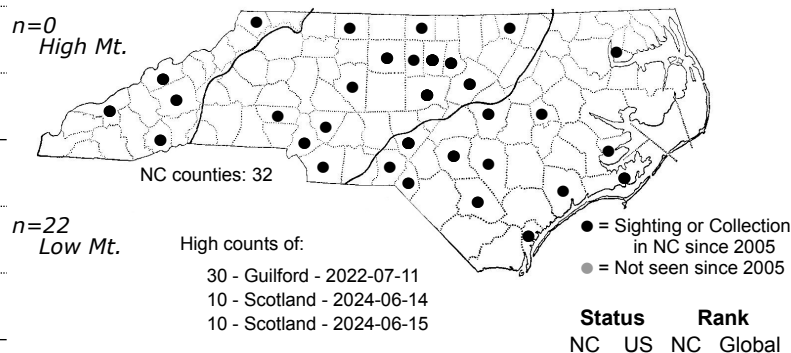 n=0
High Mt.
NC counties: 32
n=22
Low Mt.
High counts of:
30 - Guilford - 2022-07-11
10 - Scotland - 2024-06-14
10 - Scotland - 2024-06-15
= Sighting or Collection
in NC since 2005
= Not seen since 2005
Status Rank
NC US NC Global